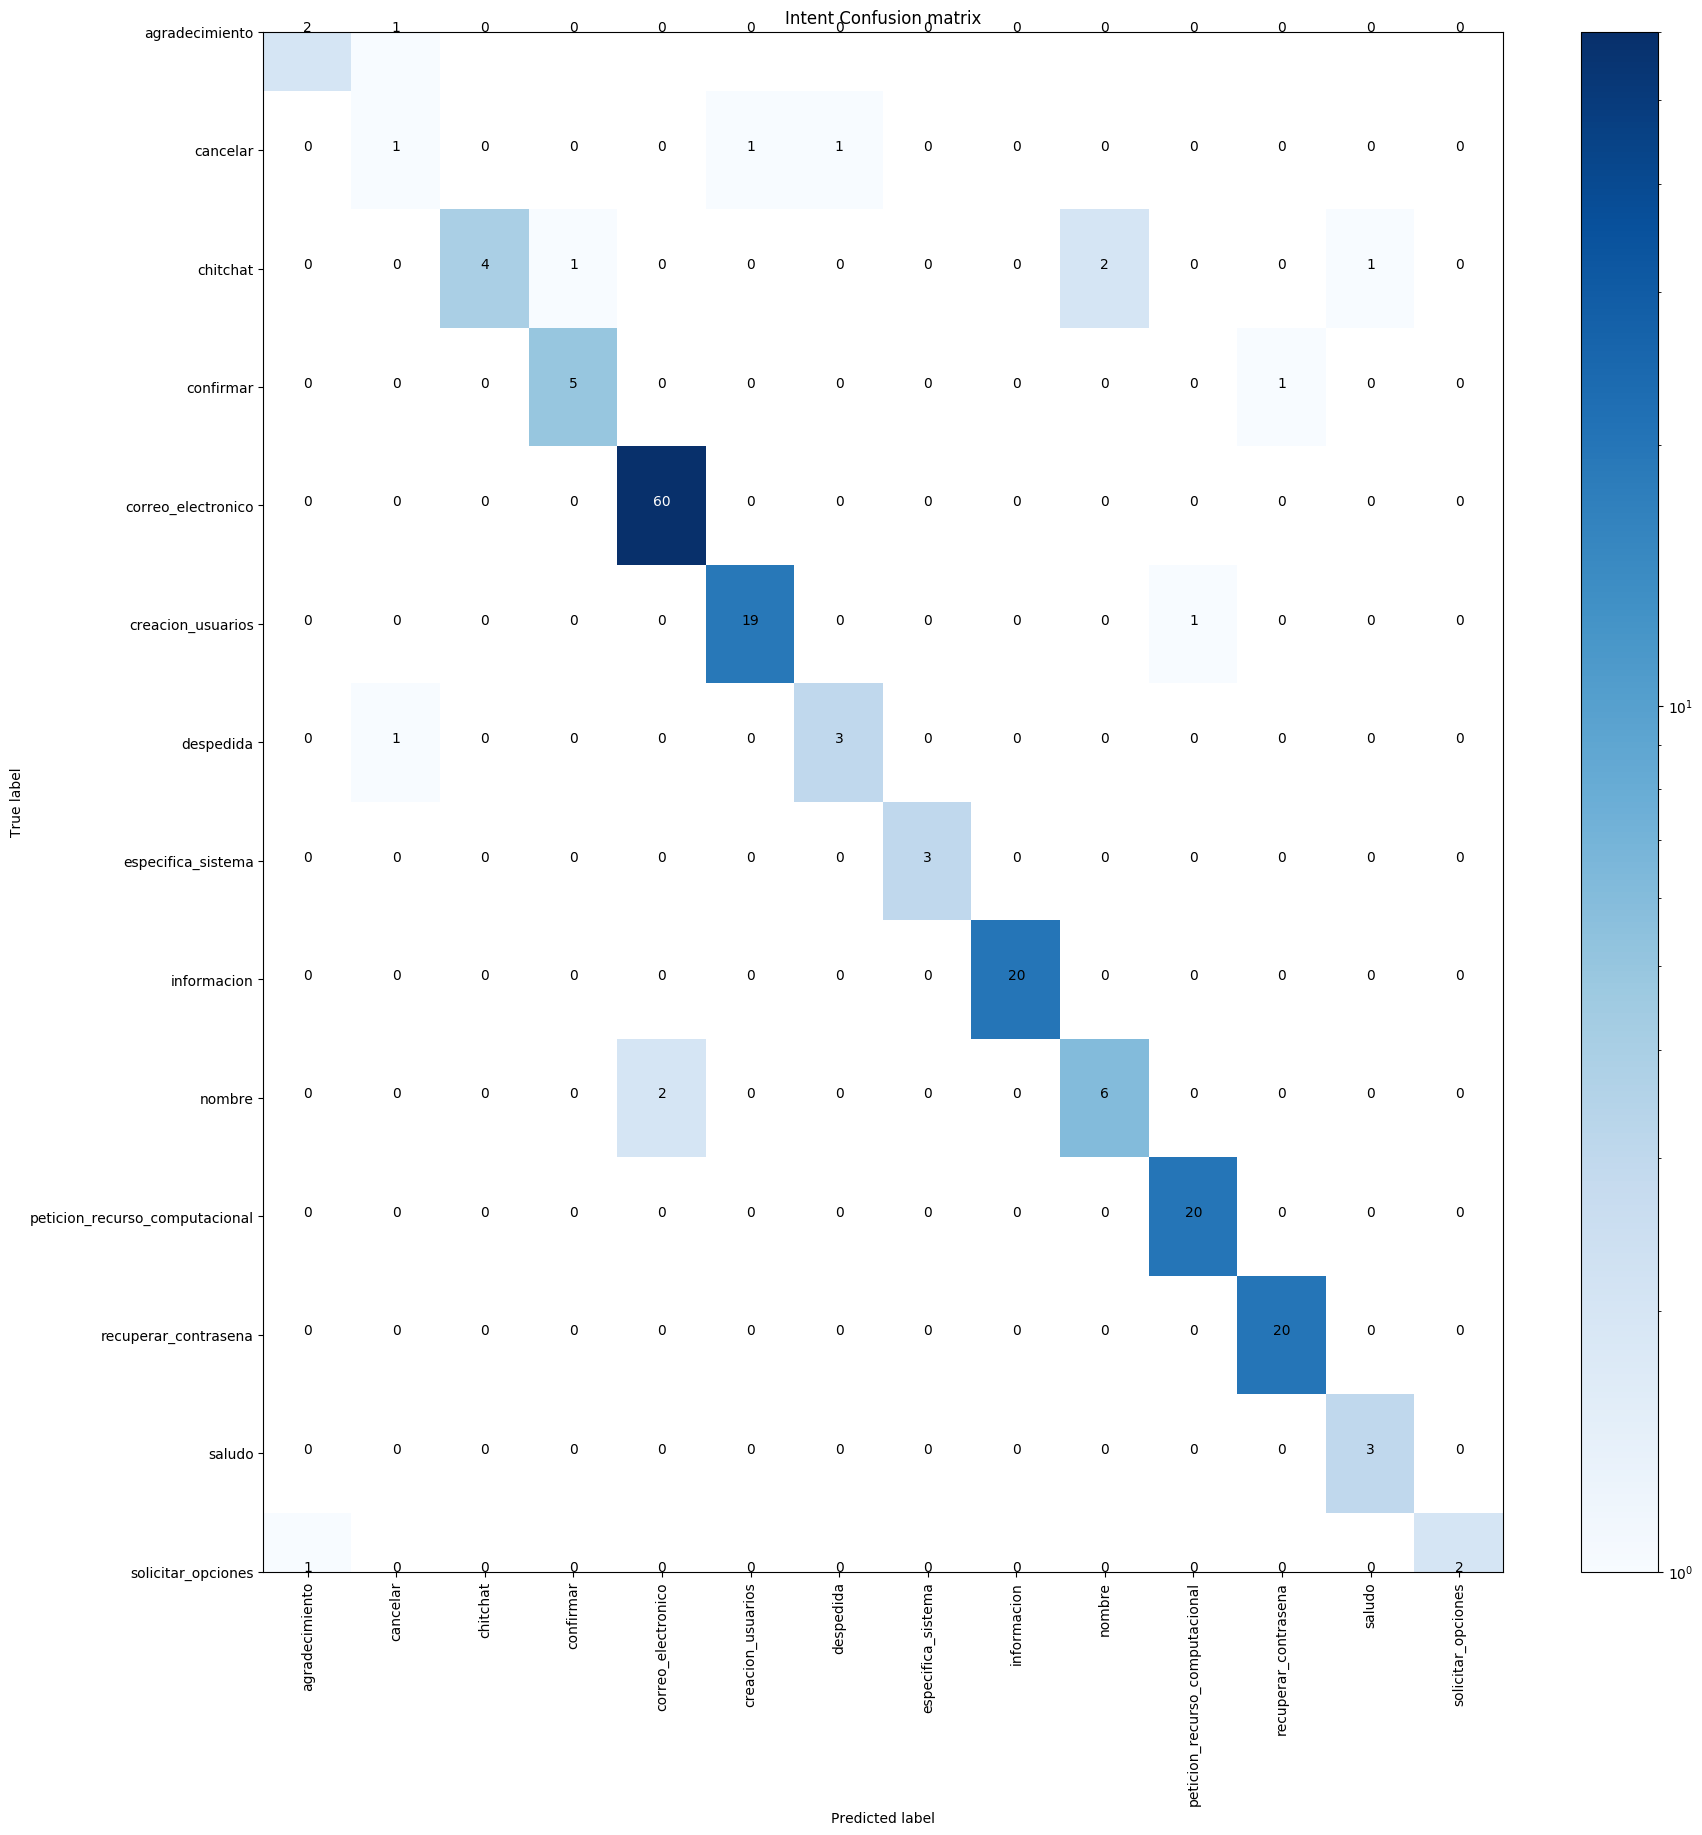 Intent Confusion matrix
agradecimiento 2 1 0 0 0 0 0 0 0 0 0 0 0 0
cancelar 0 1 0 0 0 1 1 0 0 0 0 0 0 0
chitchat 0 0 4 1 0 0 0 0 0 2 0 0 1 0
confirmar 0 0 0 5 0 0 0 0 0 0 0 1 0 0
correo_electronico 0 0 0 0 60 0 0 0 0 0 0 0 0 0
creacion_usuarios 0 0 0 0 0 19 0 0 0 0 1 0 0 0
despedida 0 1 0 0 0 0 3 0 0 0 0 0 0 0
especifica_sistema 0 0 0 0 0 0 0 3 0 0 0 0 0 0
informacion 0 0 0 0 0 0 0 0 20 0 0 0 0 0
nombre 0 0 0 0 2 0 0 0 0 6 0 0 0 0
peticion_recurso_computacional 0 0 0 0 0 0 0 0 0 0 20 0 0 0
recuperar_contrasena 0 0 0 0 0 0 0 0 0 0 0 20 0 0
saludo 0 0 0 0 0 0 0 0 0 0 0 0 3 0
solicitar_opciones 1 0 0 0 0 0 0 0 0 0 0 0 0 2
True label
agradecimiento
cancelar
chitchat
confirmar
correo_electronico
creacion_usuarios
despedida
especifica_sistema
informacion
nombre
peticion_recurso_computacional
recuperar_contrasena
saludo
solicitar_opciones
Predicted label
10¹
10⁰